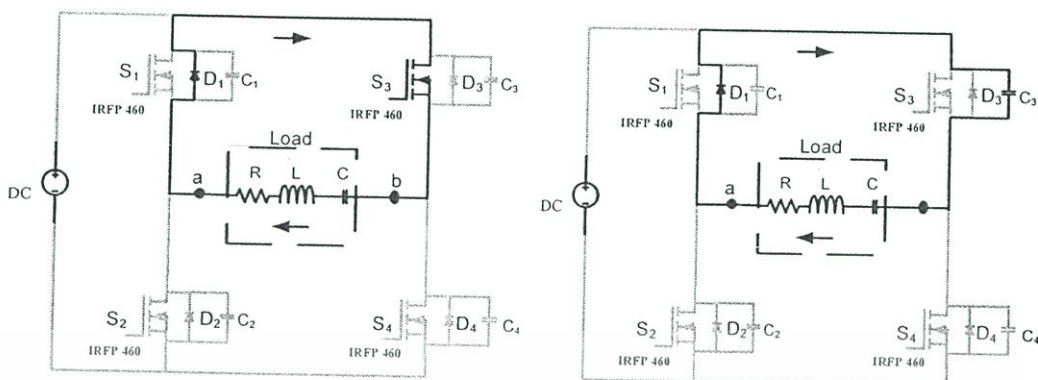 S1 D1 C1
IRFP 460
S3 D3 C3
IRFP 460
Load
R L C
a b
DC
S2 D2 C2
IRFP 460
S4 D4 C4
IRFP 460
S1 D1 C1
IRFP 460
S3 D3 C3
IRFP 460
Load
R L C
a
DC
S2 D2 C2
IRFP 460
S4 D4 C4
IRFP 460